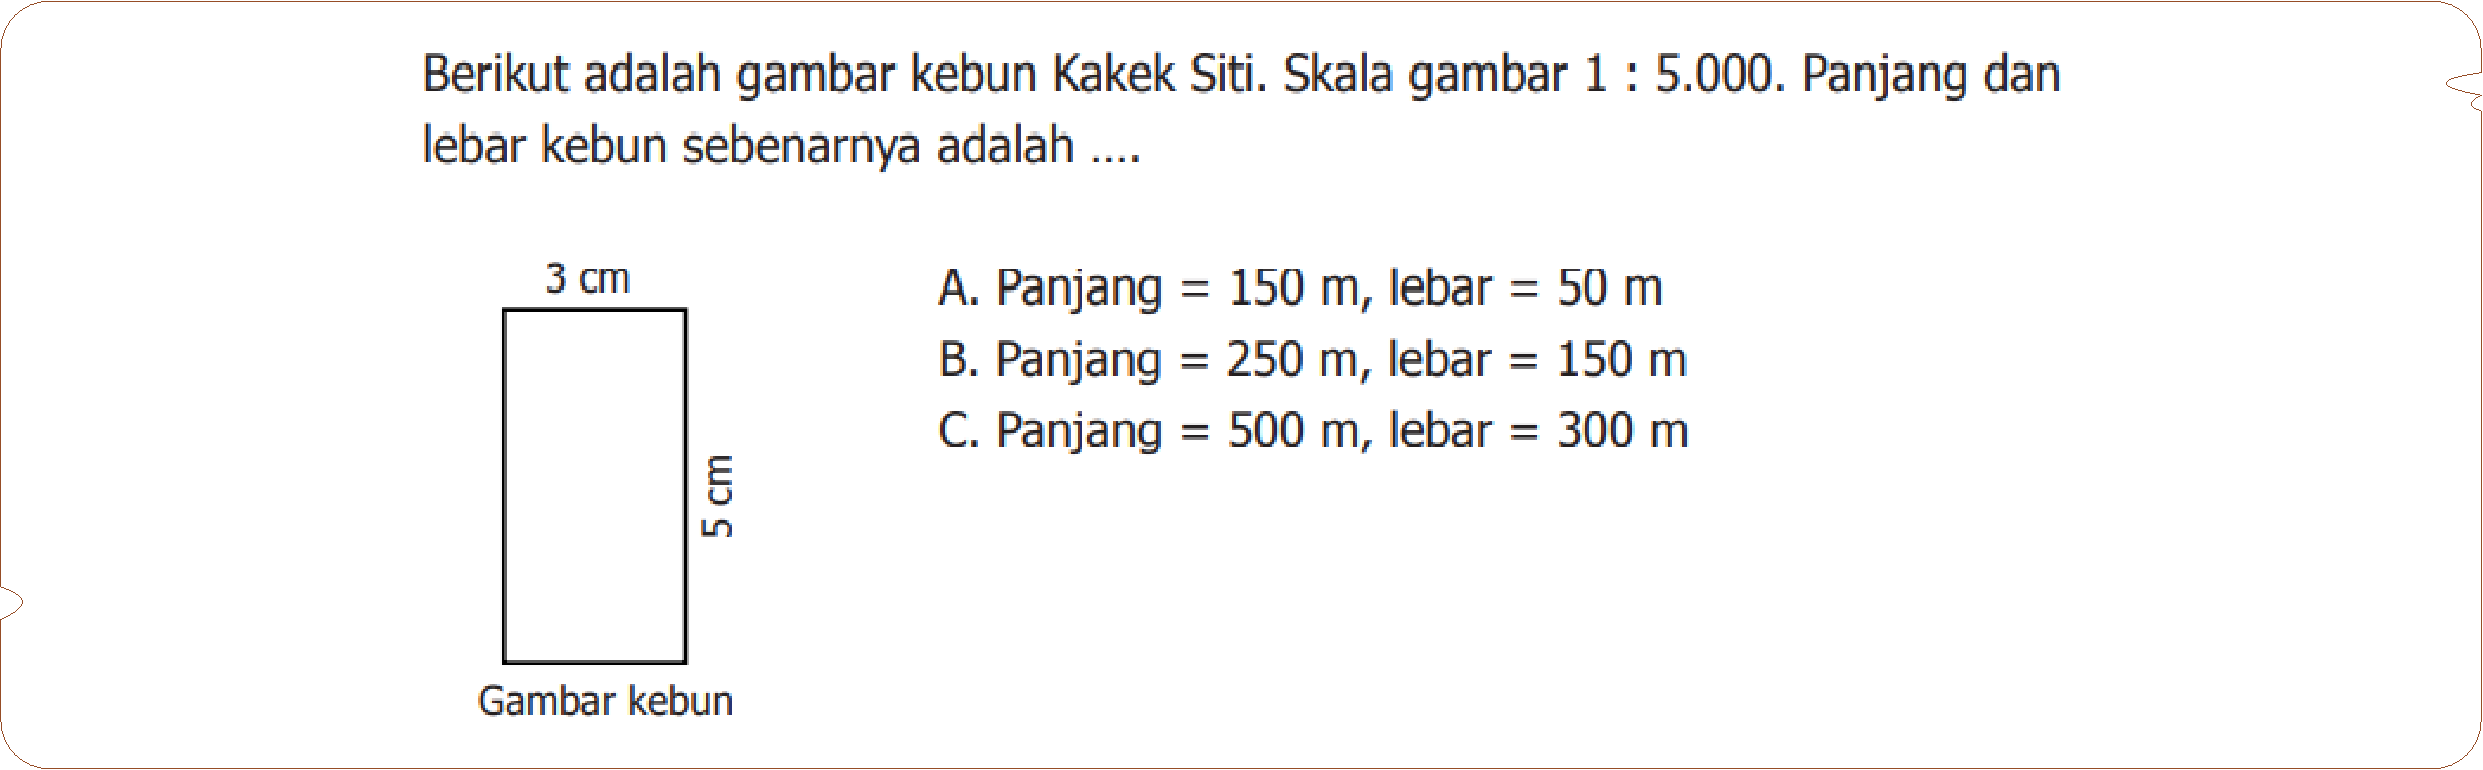 Berikut adalah gambar kebun Kakek Siti. Skala gambar 1 : 5.000. Panjang dan
lebar kebun sebenarnya adalah ....
3 cm
5 cm
Gambar kebun
A. Panjang = 150 m, lebar = 50 m
B. Panjang = 250 m, lebar = 150 m
C. Panjang = 500 m, lebar = 300 m